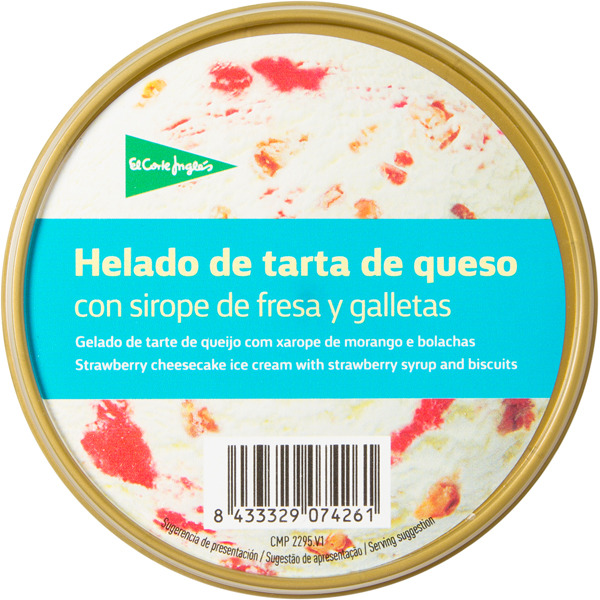 El Corte Inglés
Helado de tarta de queso
con sirope de fresa y galletas
Gelado de tarte de queijo com xarope de morango e bolachas
Strawberry cheesecake ice cream with strawberry syrup and biscuits
8 433329 074261
CMP 2295.V1
Sugerencia de presentación / Sugestão de apresentação / Serving suggestion